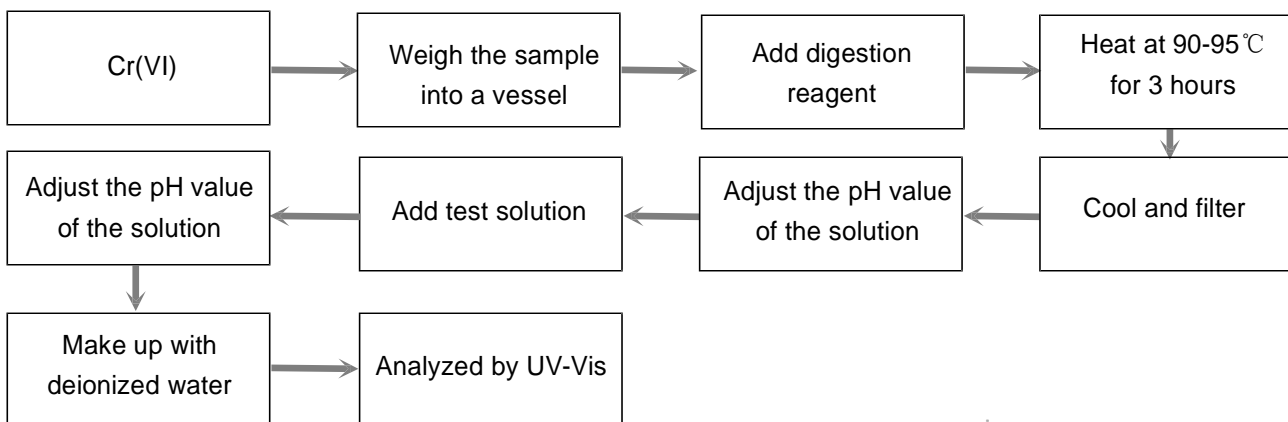 Cr(VI)
Weigh the sample
into a vessel
Add digestion
reagent
Heat at 90-95℃
for 3 hours
Cool and filter
Adjust the pH value
of the solution
Add test solution
Adjust the pH value
of the solution
Make up with
deionized water
Analyzed by UV-Vis